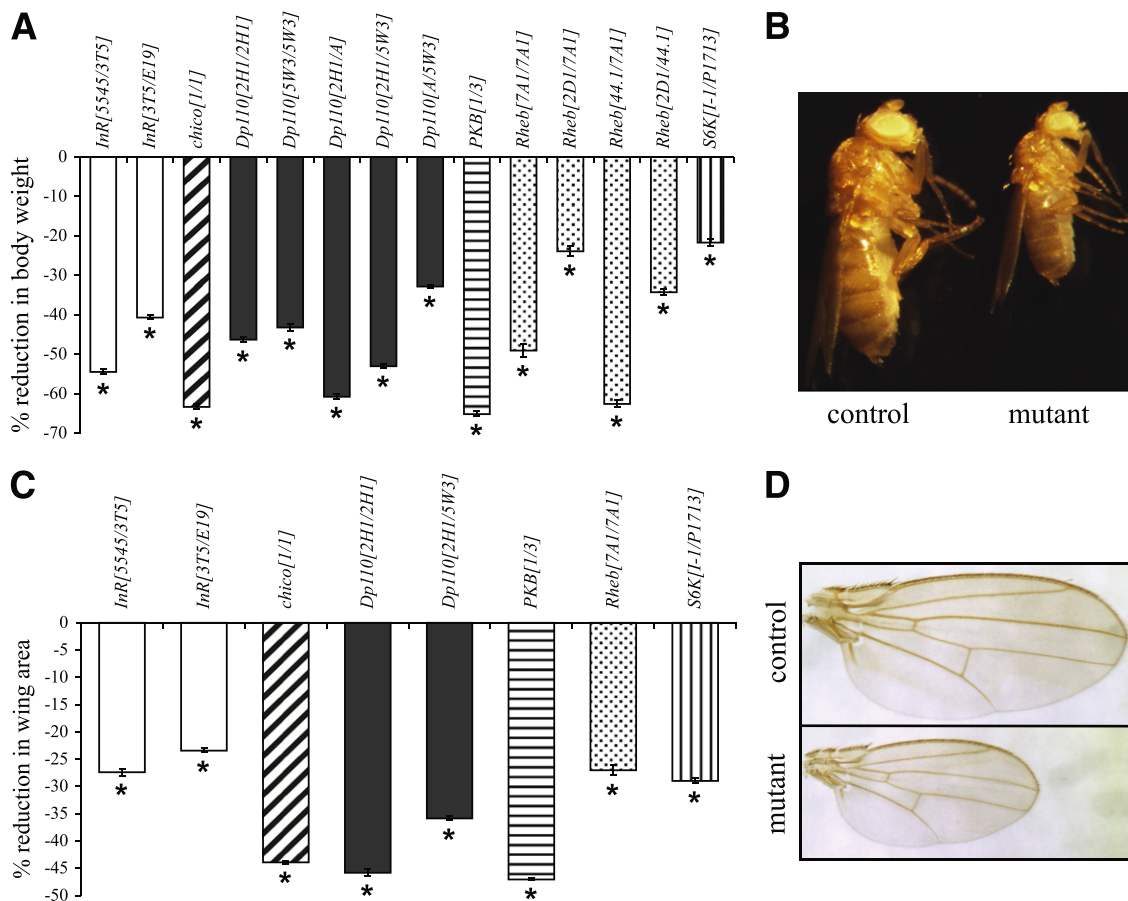 A
InR[5545/3T5]
InR[3T5/E19]
chico[1/1]
Dp110[2H1/2H1]
Dp110[5W3/5W3]
Dp110[2H1/A]
Dp110[2H1/5W3]
Dp110[A/5W3]
PKB[1/3]
Rheb[7A1/7A1]
Rheb[2D1/7A1]
Rheb[44.1/7A1]
Rheb[2D1/44.1]
S6K[I-1/P1713]
% reduction in body weight
0
-10
-20
-30
-40
-50
-60
-70
* * * * * * * * * * * * * *
B
control mutant
C
InR[5545/3T5]
InR[3T5/E19]
chico[1/1]
Dp110[2H1/2H1]
Dp110[2H1/5W3]
PKB[1/3]
Rheb[7A1/7A1]
S6K[I-1/P1713]
% reduction in wing area
0
-5
-10
-15
-20
-25
-30
-35
-40
-45
-50
* * * * * * * *
D
control
mutant